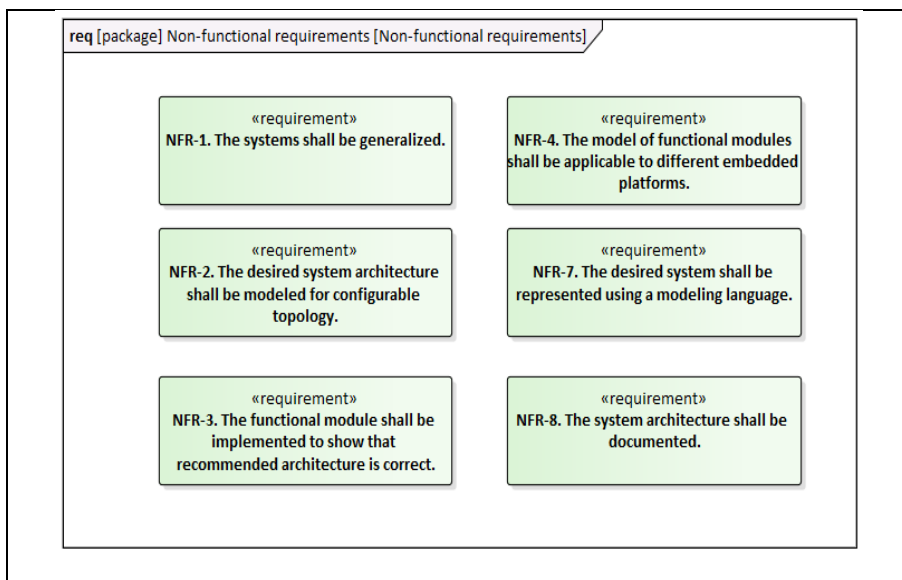 req [package] Non-functional requirements [Non-functional requirements]
«requirement»
NFR-1. The systems shall be generalized.
«requirement»
NFR-4. The model of functional modules
shall be applicable to different embedded
platforms.
«requirement»
NFR-2. The desired system architecture
shall be modeled for configurable
topology.
«requirement»
NFR-7. The desired system shall be
represented using a modeling language.
«requirement»
NFR-3. The functional module shall be
implemented to show that
recommended architecture is correct.
«requirement»
NFR-8. The system architecture shall be
documented.